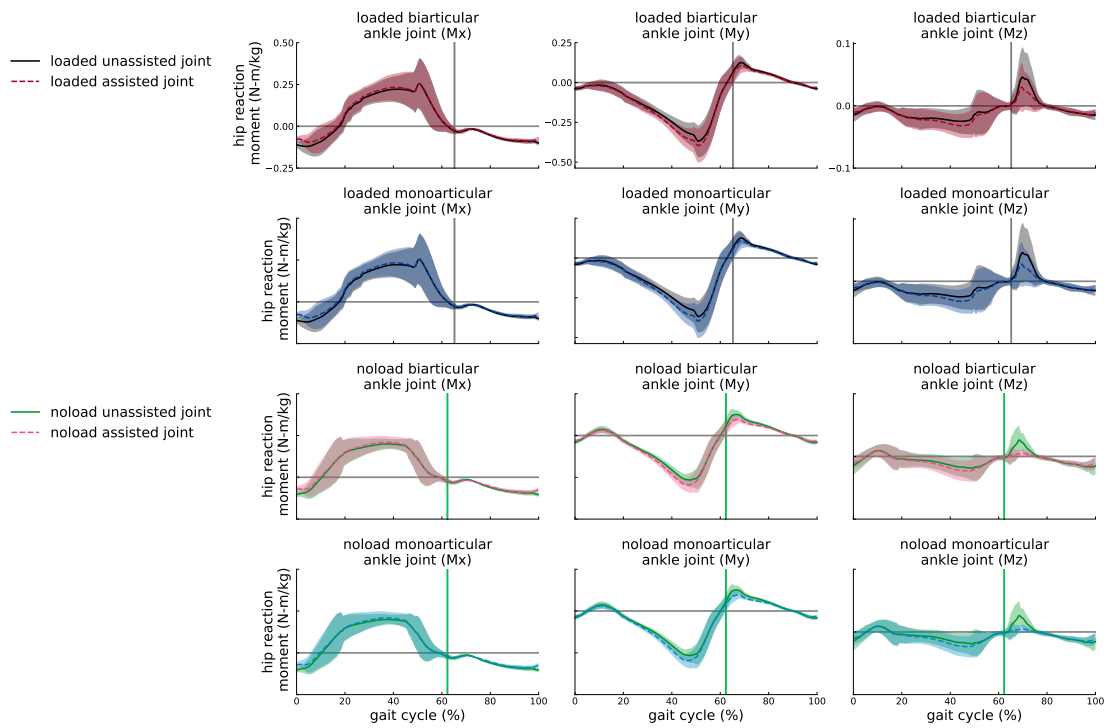 loaded biarticular
ankle joint (Mx)
loaded biarticular
ankle joint (My)
loaded biarticular
ankle joint (Mz)
loaded unassisted joint
loaded assisted joint
hip reaction
moment (N-m/kg)
0.50
0.25
0.00
−0.25
0.25
0.00
−0.25
−0.50
0.1
0.0
−0.1
loaded monoarticular
ankle joint (Mx)
loaded monoarticular
ankle joint (My)
loaded monoarticular
ankle joint (Mz)
hip reaction
moment (N-m/kg)
noload biarticular
ankle joint (Mx)
noload biarticular
ankle joint (My)
noload biarticular
ankle joint (Mz)
noload unassisted joint
noload assisted joint
hip reaction
moment (N-m/kg)
noload monoarticular
ankle joint (Mx)
noload monoarticular
ankle joint (My)
noload monoarticular
ankle joint (Mz)
hip reaction
moment (N-m/kg)
0 20 40 60 80 100
0 20 40 60 80 100
0 20 40 60 80 100
gait cycle (%)
gait cycle (%)
gait cycle (%)